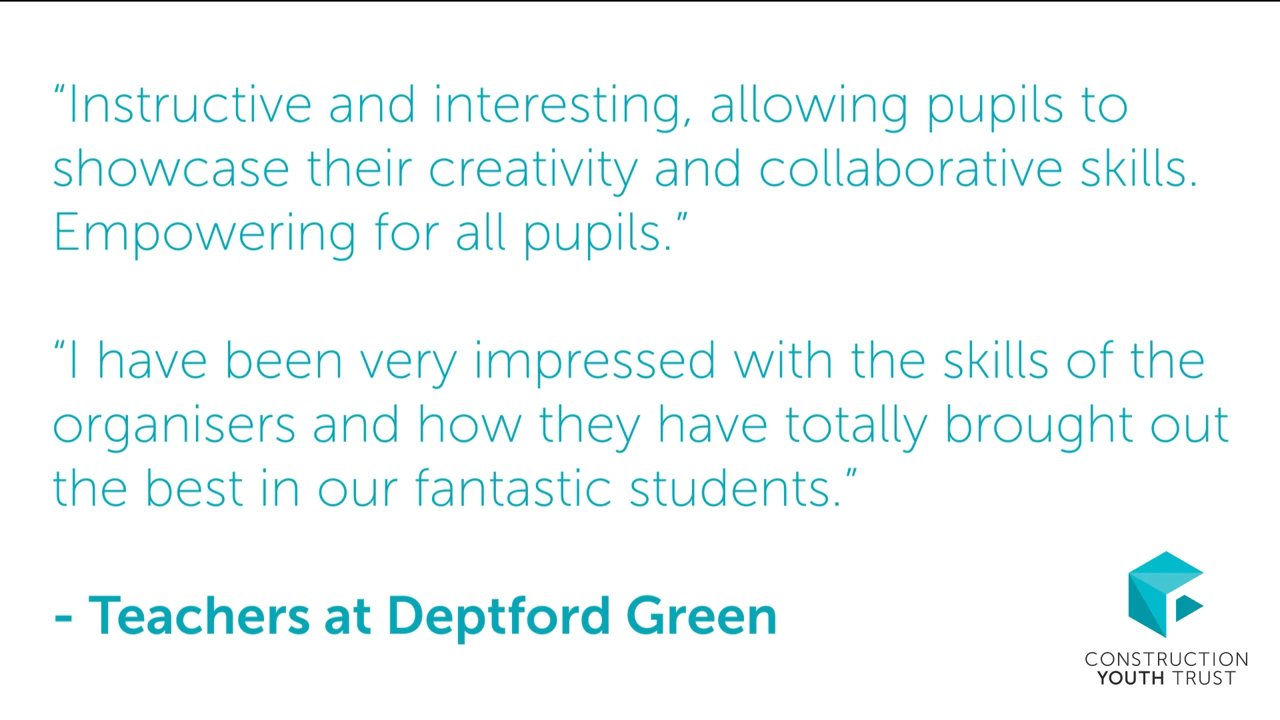 “Instructive and interesting, allowing pupils to
showcase their creativity and collaborative skills.
Empowering for all pupils.”
“I have been very impressed with the skills of the
organisers and how they have totally brought out
the best in our fantastic students.”
- Teachers at Deptford Green
CONSTRUCTION
YOUTH TRUST